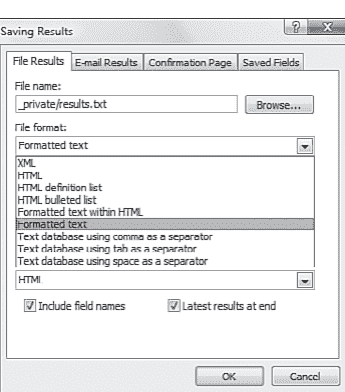 Saving Results
File Results E-mail Results Confirmation Page Saved Fields
File name:
_private/results.txt Browse...
File format:
Formatted text
XML
HTML
HTML definition list
HTML bulleted list
Formatted text within HTML
Formatted text
Text database using comma as a separator
Text database using tab as a separator
Text database using space as a separator
HTML
Include field names Latest results at end
OK Cancel